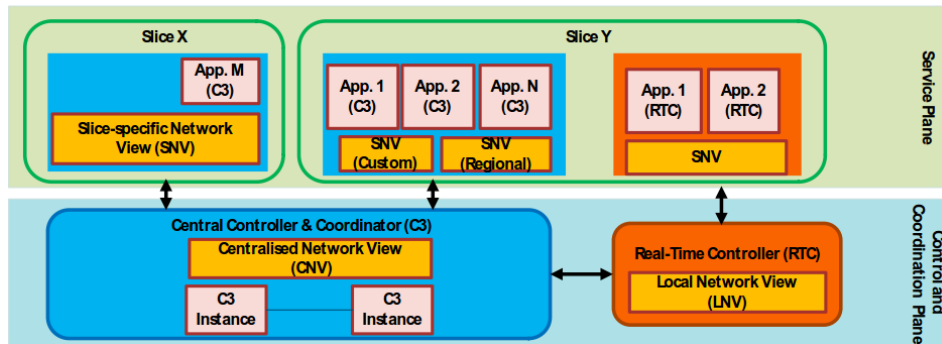 Slice X
App. M
(C3)
Slice-specific Network
View (SNV)
Slice Y
App. 1
(C3)
App. 2
(C3)
App. N
(C3)
SNV
(Custom)
SNV
(Regional)
App. 1
(RTC)
App. 2
(RTC)
SNV
Service Plane
Central Controller & Coordinator (C3)
Centralised Network View
(CNV)
C3
Instance
C3
Instance
Real-Time Controller (RTC)
Local Network View
(LNV)
Control and
Coordination Plane